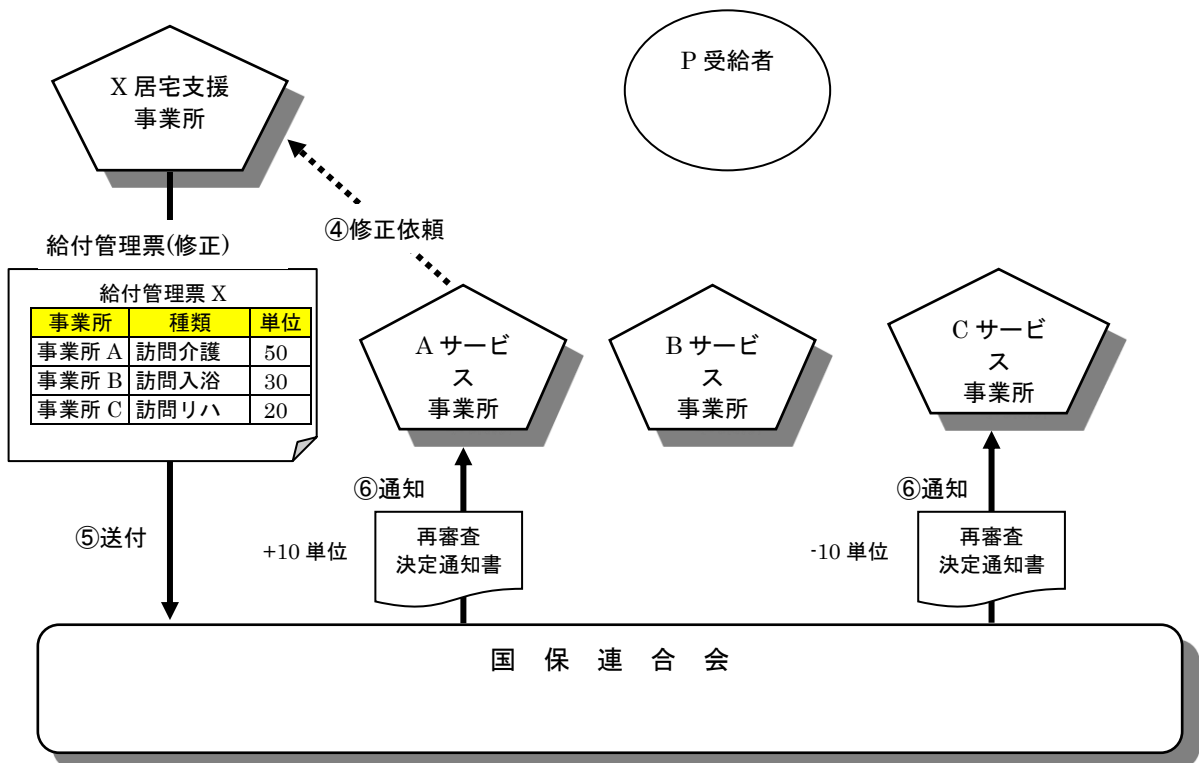 X 居宅支援
事業所
P 受給者
④修正依頼
給付管理票(修正)
給付管理票 X
事業所 種類 単位
事業所 A 訪問介護 50
事業所 B 訪問入浴 30
事業所 C 訪問リハ 20
A サービ
ス
事業所
B サービ
ス
事業所
C サービ
ス
事業所
⑤送付
⑥通知
+10 単位
再審査
決定通知書
⑥通知
-10 単位
再審査
決定通知書
国 保 連 合 会